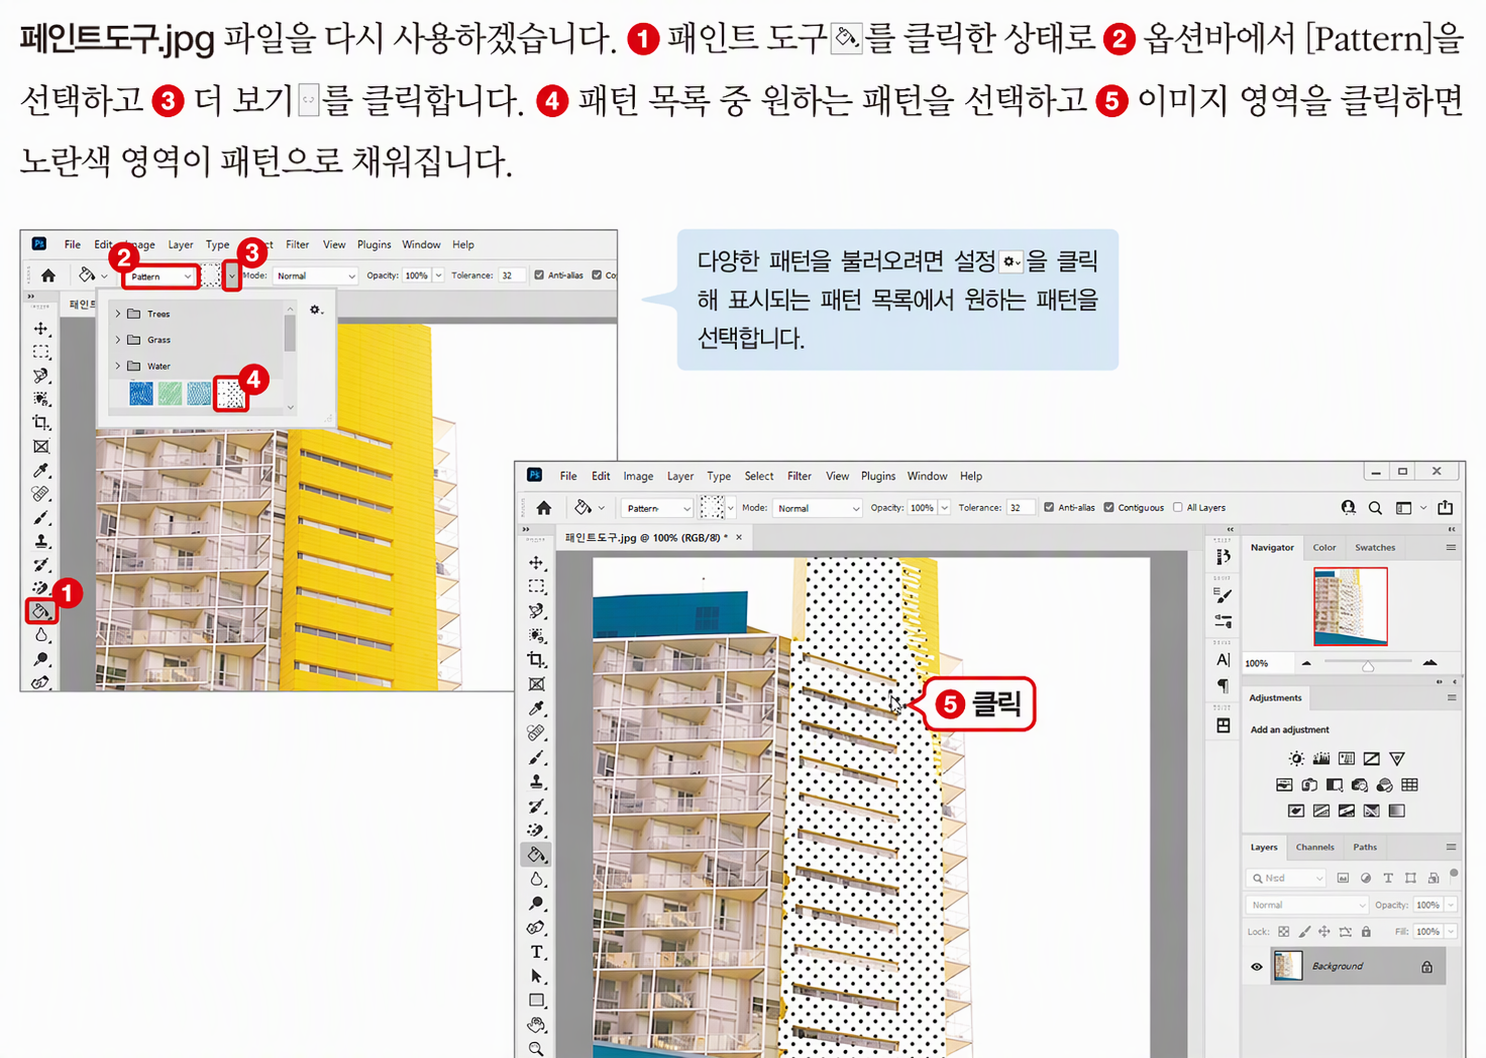 페인트도구.jpg 파일을 다시 사용하겠습니다. 1 패인트 도구를 클릭한 상태로 2 옵션바에서 [Pattern]을
선택하고 3 더 보기를 클릭합니다. 4 패턴 목록 중 원하는 패턴을 선택하고 5 이미지 영역을 클릭하면
노란색 영역이 패턴으로 채워집니다.
Ps File Edit Image Layer Type Filter View Plugins Window Help
2 3
Pattern Mode: Normal Opacity: 100% Tolerance: 32 Anti-alias
Trees
Grass
Water
4
1
다양한 패턴을 불러오려면 설정을 클릭
해 표시되는 패턴 목록에서 원하는 패턴을
선택합니다.
Ps File Edit Image Layer Type Select Filter View Plugins Window Help
Pattern Mode: Normal Opacity: 100% Tolerance: 32 Anti-alias Contiguous All Layers
패인트도구.jpg @ 100% (RGB/8) *
Navigator Color Swatches
100%
5 클릭
Adjustments
Add an adjustment
Layers Channels Paths
Normal Opacity: 100%
Lock: Fill: 100%
Background